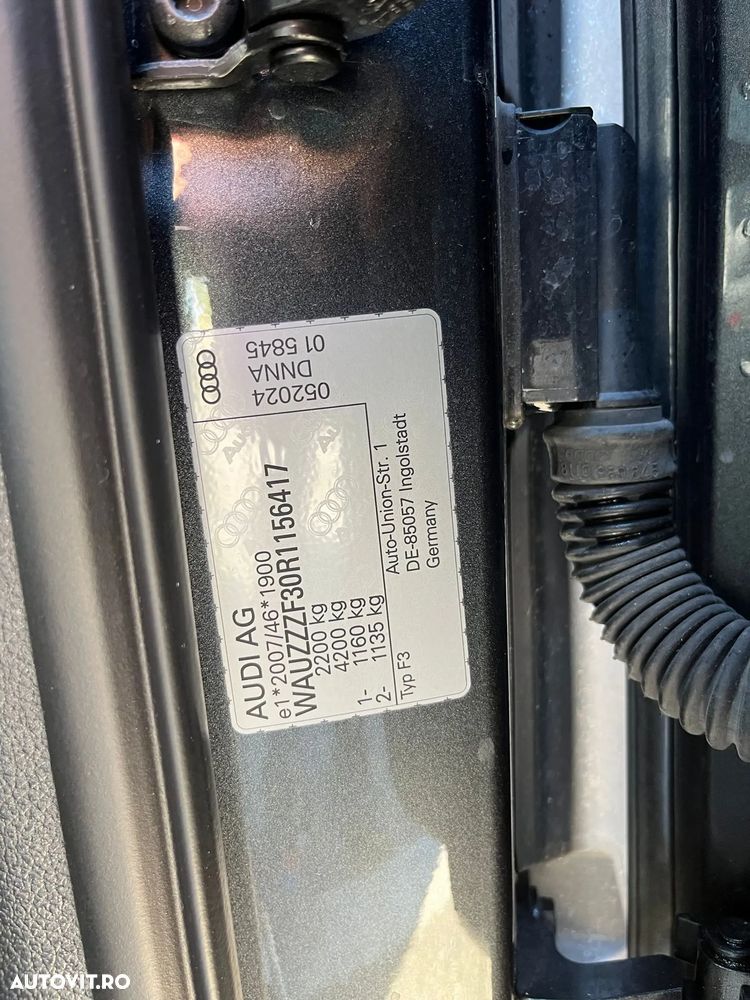 AUDI AG
e1*2007/46*1900
WAUZZZF30R1156417
2200 kg
4200 kg
1- 1160 kg
2- 1135 kg
Typ F3
Auto-Union-Str. 1
DE-85057 Ingolstadt
Germany
052024
DNNA
01 5845
AUTOVIT.RO